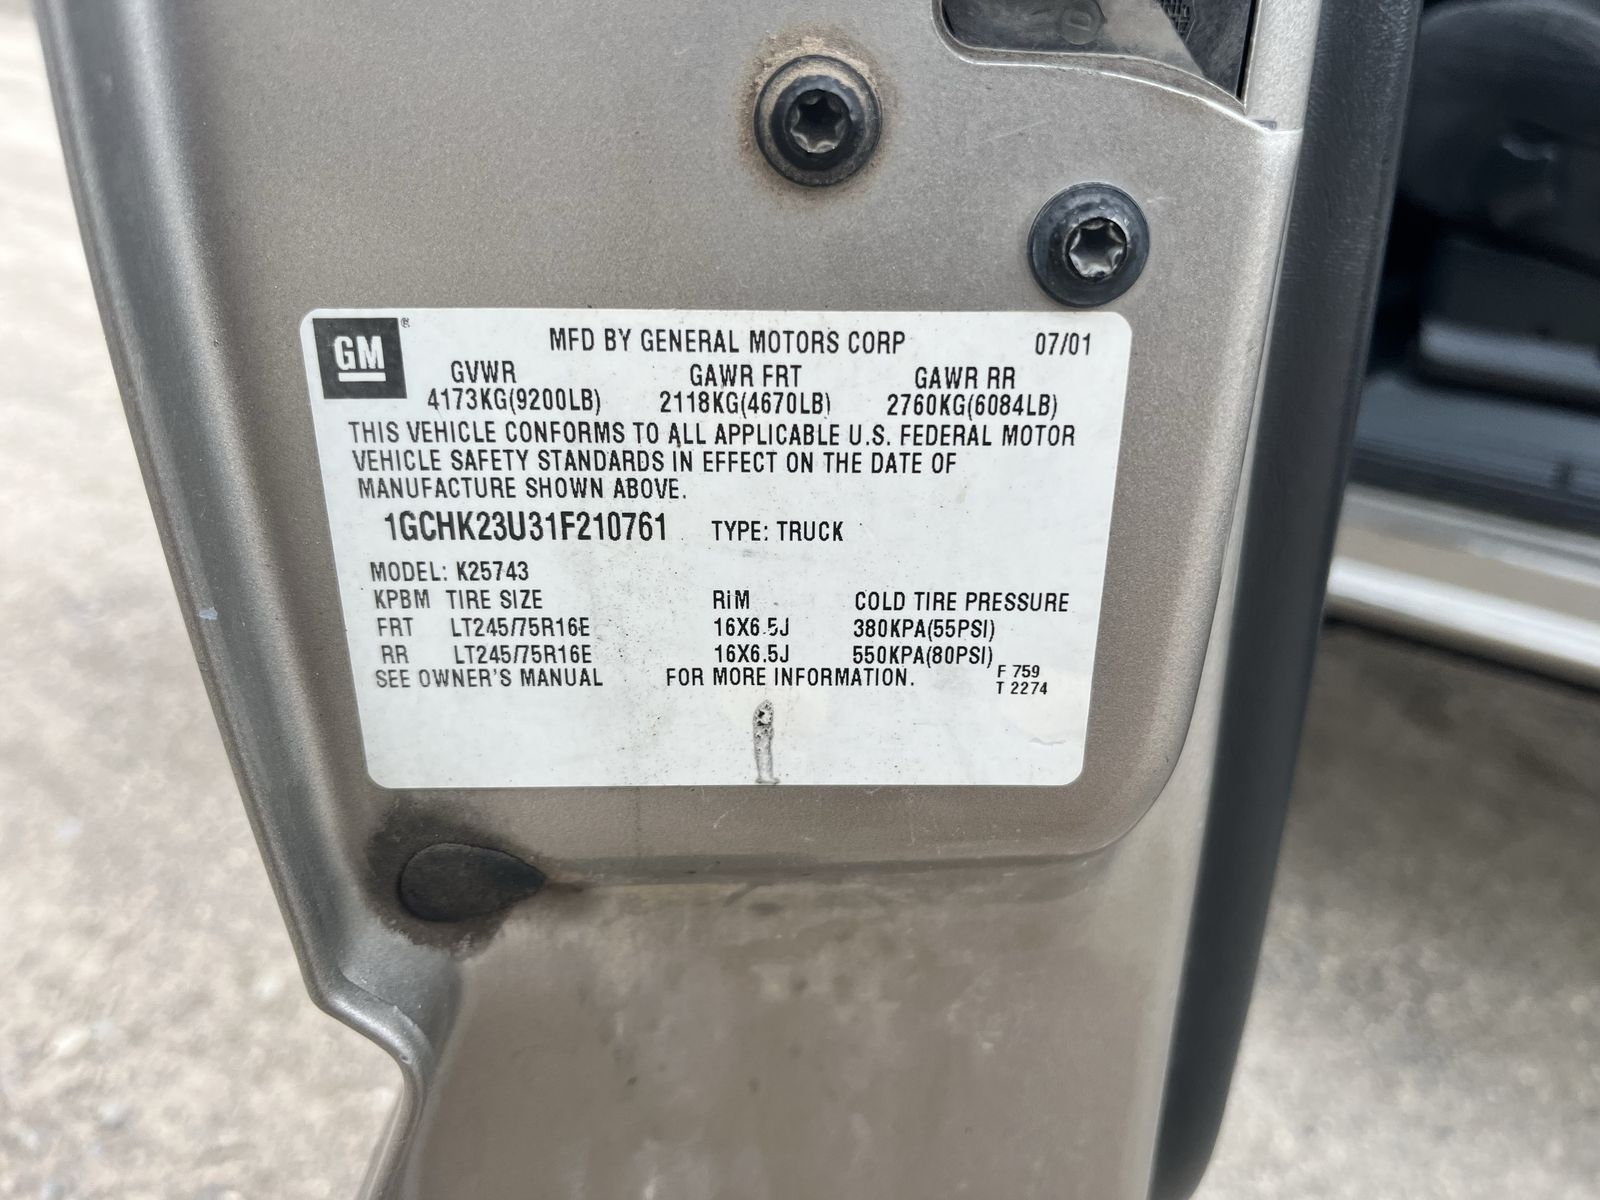 GM ®
MFD BY GENERAL MOTORS CORP 07/01
GVWR GAWR FRT GAWR RR
4173KG(9200LB) 2118KG(4670LB) 2760KG(6084LB)
THIS VEHICLE CONFORMS TO ALL APPLICABLE U.S. FEDERAL MOTOR
VEHICLE SAFETY STANDARDS IN EFFECT ON THE DATE OF
MANUFACTURE SHOWN ABOVE.
1GCHK23U31F210761 TYPE: TRUCK
MODEL: K25743
KPBM TIRE SIZE RiM COLD TIRE PRESSURE
FRT LT245/75R16E 16X6.5J 380KPA(55PSI)
RR LT245/75R16E 16X6.5J 550KPA(80PSI)
SEE OWNER'S MANUAL FOR MORE INFORMATION.
F 759
T 2274